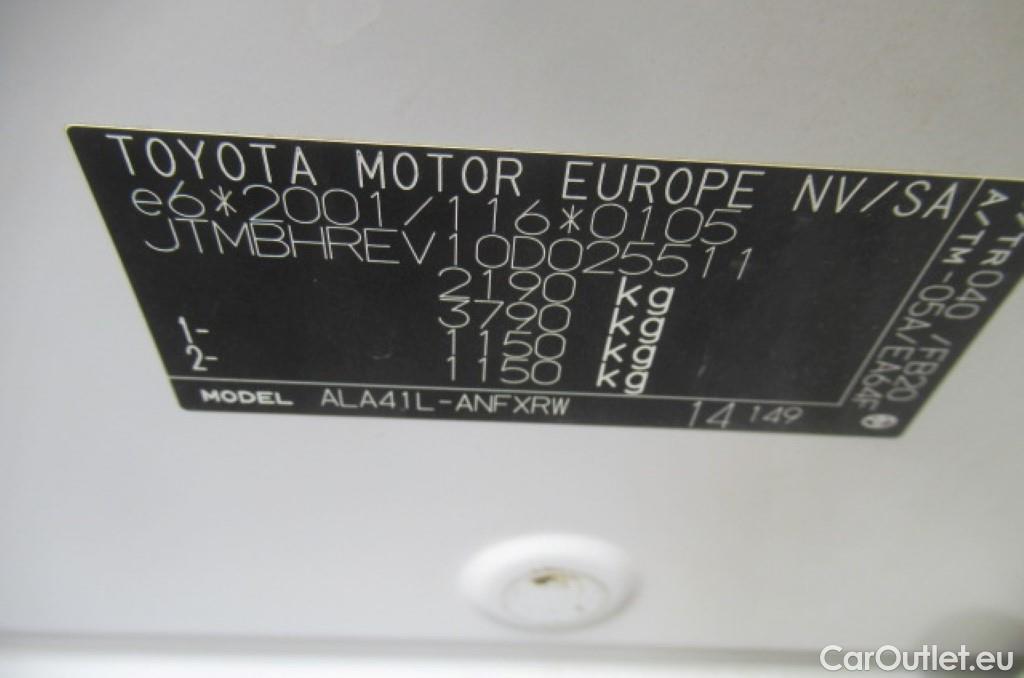 TOYOTA MOTOR EUROPE NV/SA
e6*2001/116*0105
JTMBHREV10D025511
2190 kg
3790 kg
1- 1150 kg
2- 1150 kg
MODEL ALA41L-ANFXRW
14 149
TR040 /FB20
A/TM -05A/EA64F
CarOutlet.eu